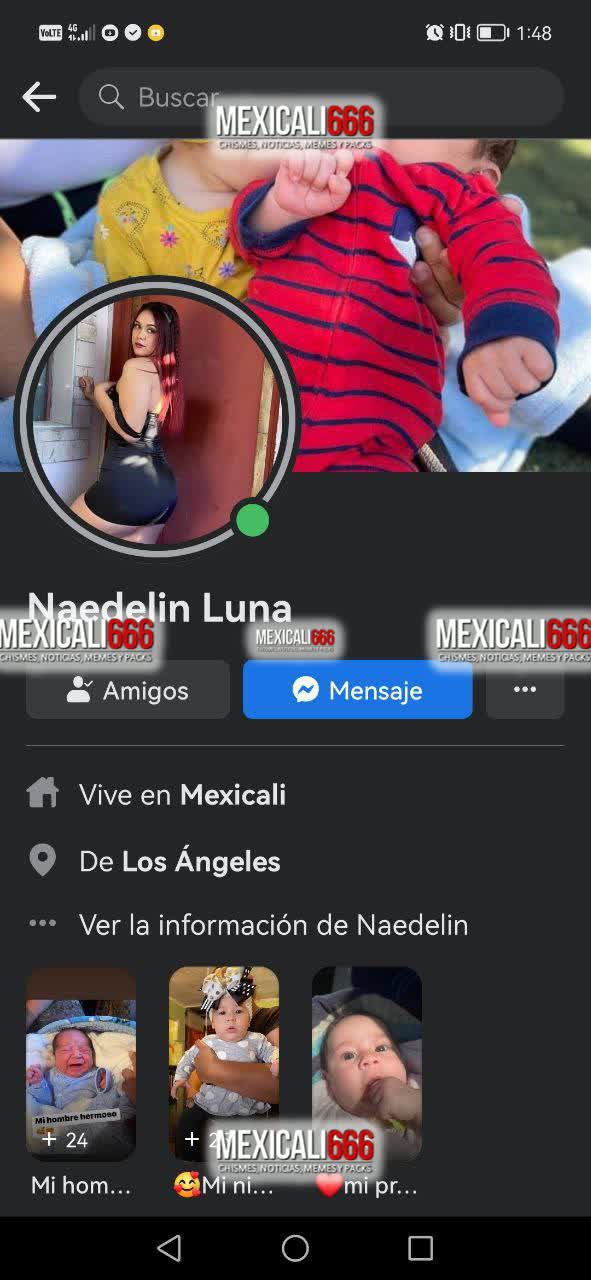 VoLTE 4G 1:48
Buscar
MEXICALI666
CHISMES, NOTICIAS, MEMES Y PACKS
Naedelin Luna
MEXICALI666
CHISMES, NOTICIAS, MEMES Y PACKS
MEXICALI666
MEXICALI666
CHISMES, NOTICIAS, MEMES Y PACKS
Amigos
Mensaje
Vive en Mexicali
De Los Ángeles
Ver la información de Naedelin
Mi hombre hermoso
+ 24
+ 2
MEXICALI666
CHISMES, NOTICIAS, MEMES Y PACKS
Mi hom...
🥰Mi ni...
❤️mi pr...